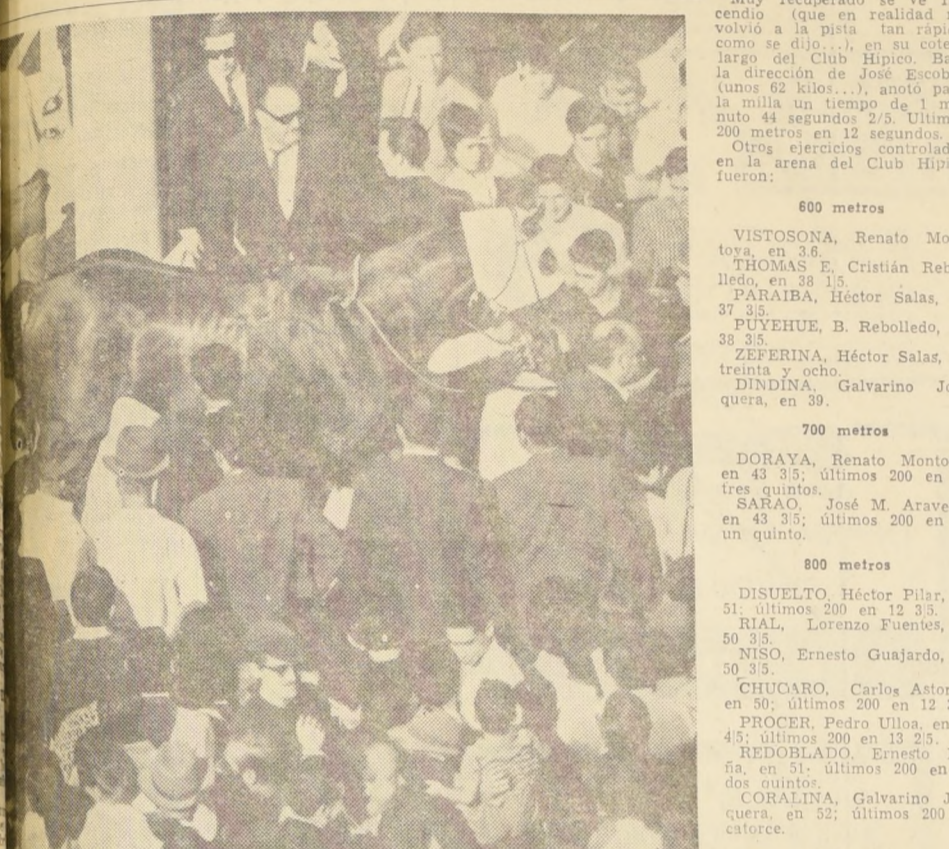 Muy recuperado se ve
cendio (que en realidad
volvió a la pista tan rápi
como se dijo...), en su cote
largo del Club Hípico. Ba
la dirección de José Escob
(unos 62 kilos...), anotó pa
la milla un tiempo de 1 m
nuto 44 segundos 2/5. Ultim
200 metros en 12 segundos.
Otros ejercicios controlad
en la arena del Club Hípi
fueron:
600 metros
VISTOSONA, Renato Mo
toya, en 3.6.
THOMAS E, Cristián Reb
lledo, en 38 1|5.
PARAIBA, Héctor Salas,
37 3|5.
PUYEHUE, B. Rebolledo,
38 3|5.
ZEFERINA, Héctor Salas,
treinta y ocho.
DINDINA, Galvarino Jo
quera, en 39.
700 metros
DORAYA, Renato Monto
en 43 3|5; últimos 200 en
tres quintos.
SARAO, José M. Arave
en 43 3|5; últimos 200 en
un quinto.
800 metros
DISUELTO, Héctor Pilar,
51; últimos 200 en 12 3|5.
RIAL, Lorenzo Fuentes,
50 3|5.
NISO, Ernesto Guajardo,
50 3|5.
CHUCARO, Carlos Astor
en 50; últimos 200 en 12
PROCER, Pedro Ulloa, en
4|5; últimos 200 en 13 2|5.
REDOBLADO, Ernesto
ña, en 51; últimos 200 en
dos quintos.
CORALINA, Galvarino J
quera, en 52; últimos 200
catorce.